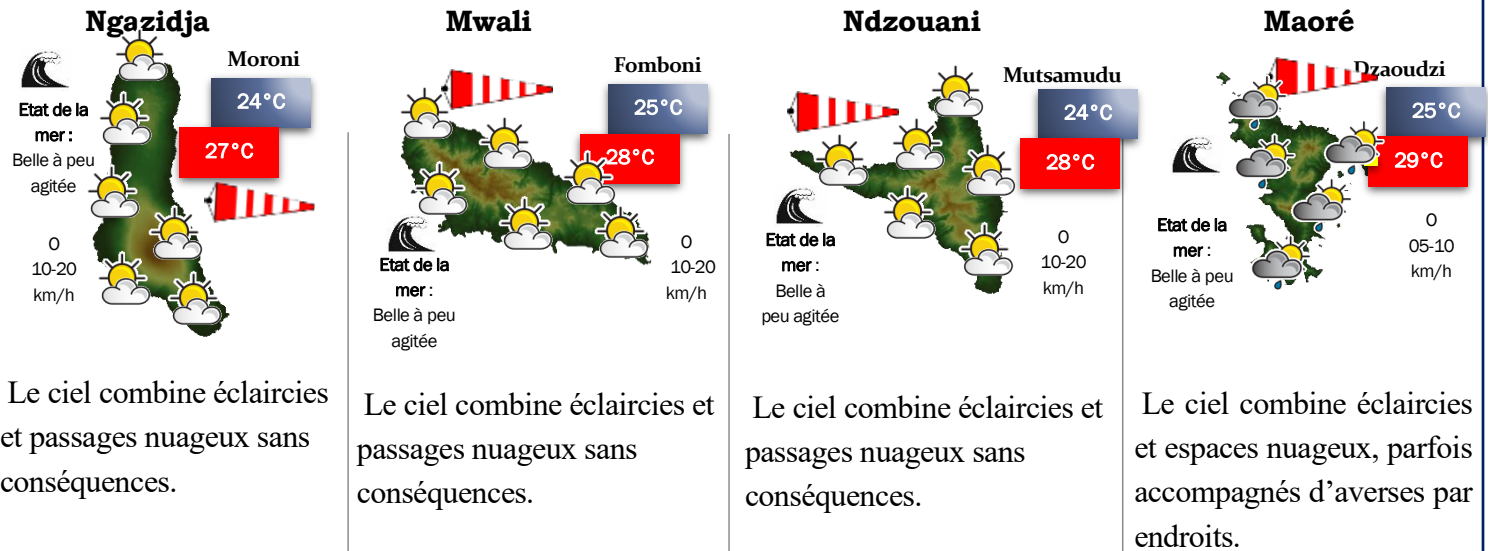 Ngazidja
Moroni
24°C
27°C
Etat de la
mer :
Belle à peu
agitée
O
10-20
km/h
Le ciel combine éclaircies
et passages nuageux sans
conséquences.
Mwali
Fomboni
25°C
28°C
Etat de la
mer :
Belle à peu
agitée
O
10-20
km/h
Le ciel combine éclaircies et
passages nuageux sans
conséquences.
Ndzouani
Mutsamudu
24°C
28°C
Etat de la
mer :
Belle à
peu agitée
O
10-20
km/h
Le ciel combine éclaircies et
passages nuageux sans
conséquences.
Maoré
Dzaoudzi
25°C
29°C
Etat de la
mer :
Belle à peu
agitée
O
05-10
km/h
Le ciel combine éclaircies
et espaces nuageux, parfois
accompagnés d’averses par
endroits.